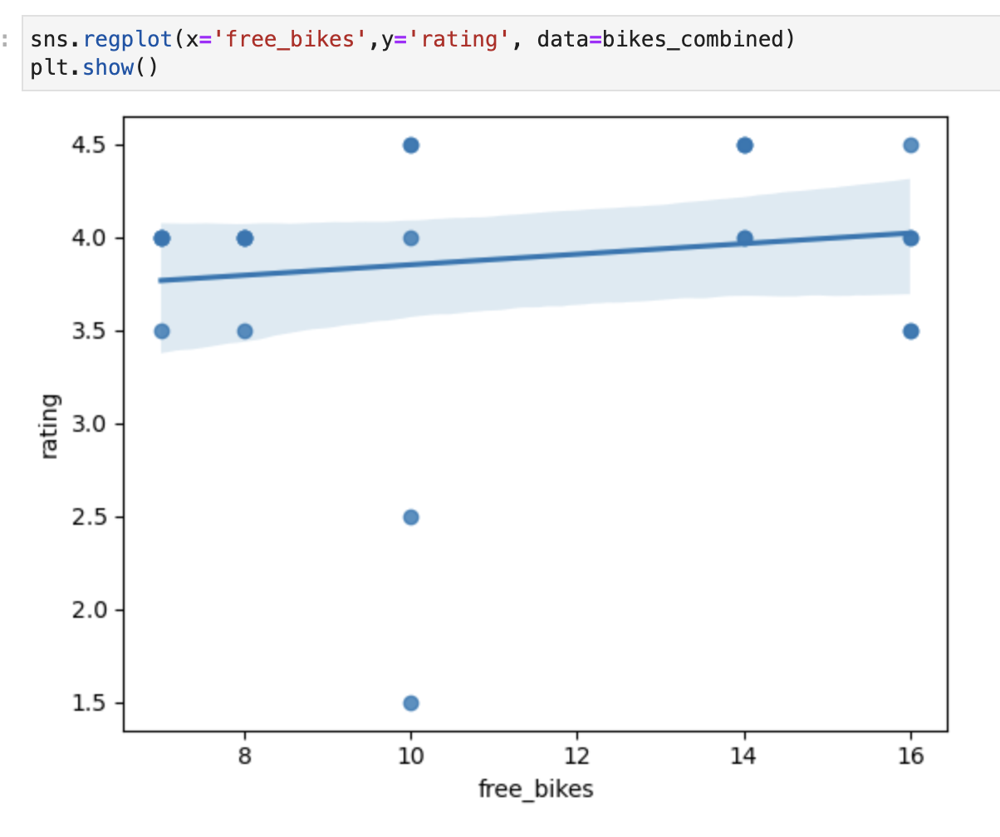 :
sns.regplot(x='free_bikes',y='rating', data=bikes_combined)
plt.show()
4.5
4.0
3.5
3.0
2.5
2.0
1.5
rating
8 10 12 14 16
free_bikes